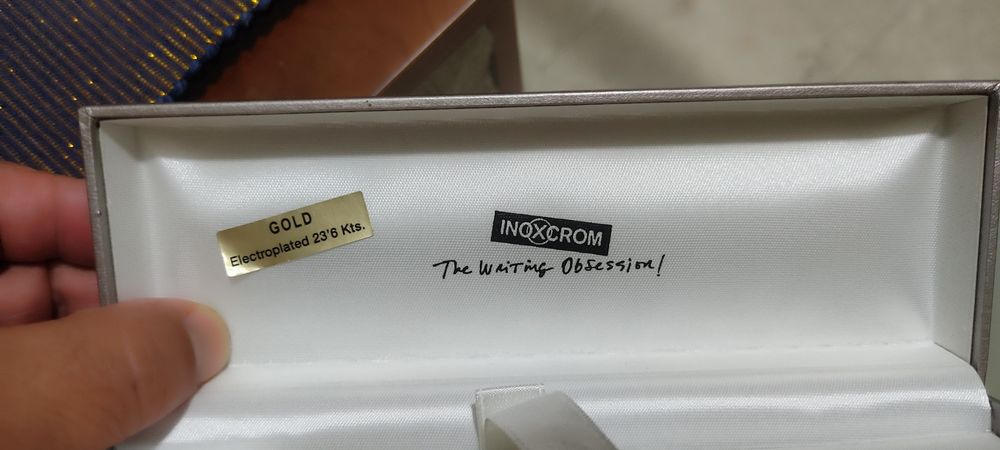 GOLD
Electroplated 23'6 Kts.
INOXCROM
The Writing Obsession!